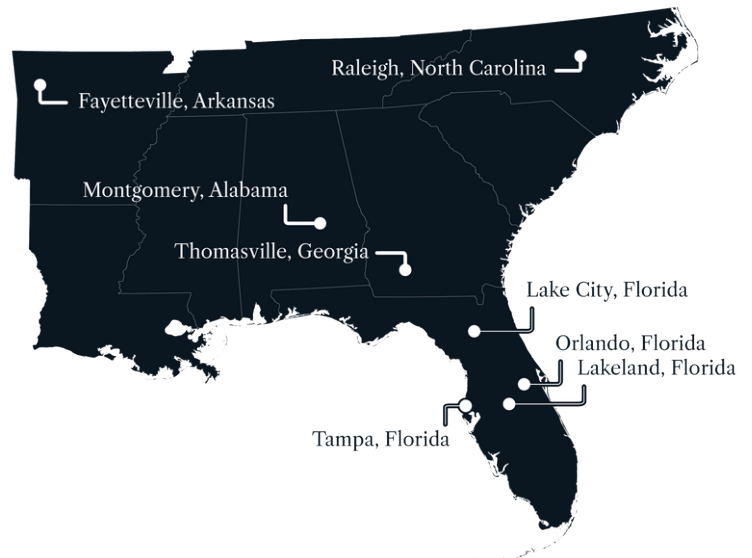 Raleigh, North Carolina
Fayetteville, Arkansas
Montgomery, Alabama
Thomasville, Georgia
Lake City, Florida
Orlando, Florida
Lakeland, Florida
Tampa, Florida